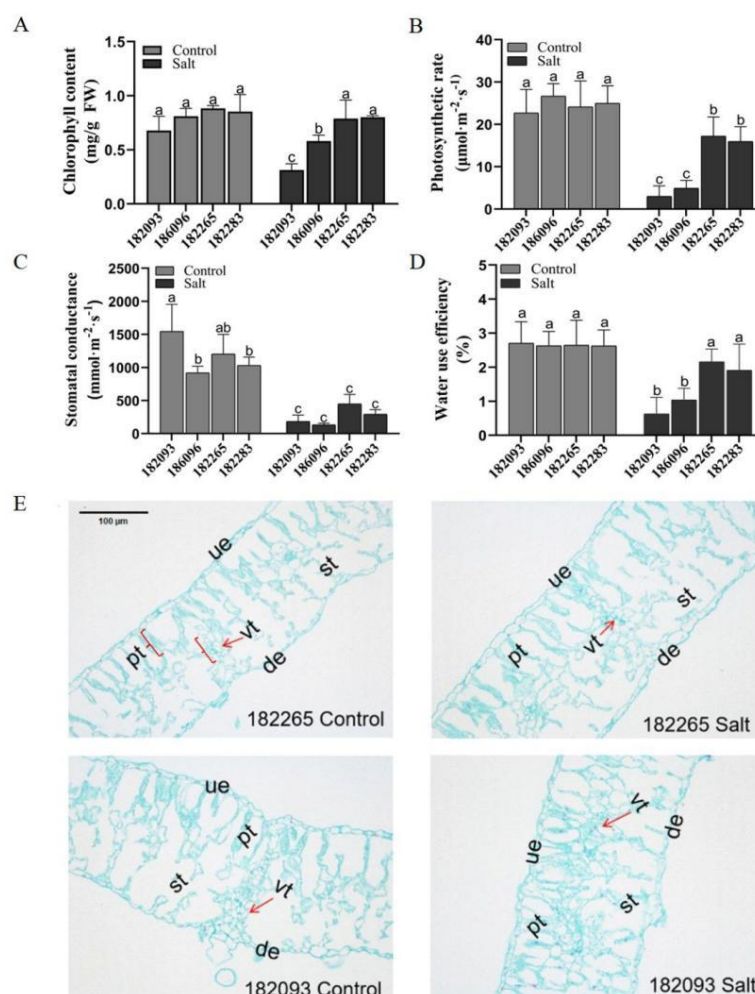 A
Chlorophyll content
(mg/g FW)
1.5
1.0
0.5
0.0
Control
Salt
a
a
a
a
c
b
a
a
182093
186096
182265
182283
182093
186096
182265
182283
B
Photosynthetic rate
(μmol·m⁻²·s⁻¹)
40
30
20
10
0
Control
Salt
a
a
a
a
c
c
b
b
182093
186096
182265
182283
182093
186096
182265
182283
C
Stomatal conductance
(mmol·m⁻²·s⁻¹)
2500
2000
1500
1000
500
0
Control
Salt
a
b
ab
b
c
c
c
c
182093
186096
182265
182283
182093
186096
182265
182283
D
Water use efficiency
(%)
5
4
3
2
1
0
Control
Salt
a
a
a
a
b
b
a
a
182093
186096
182265
182283
182093
186096
182265
182283
E
100 μm
ue
st
pt
vt
de
182265 Control
ue
st
pt
vt
de
182265 Salt
ue
pt
st
vt
de
182093 Control
vt
de
ue
st
pt
182093 Salt